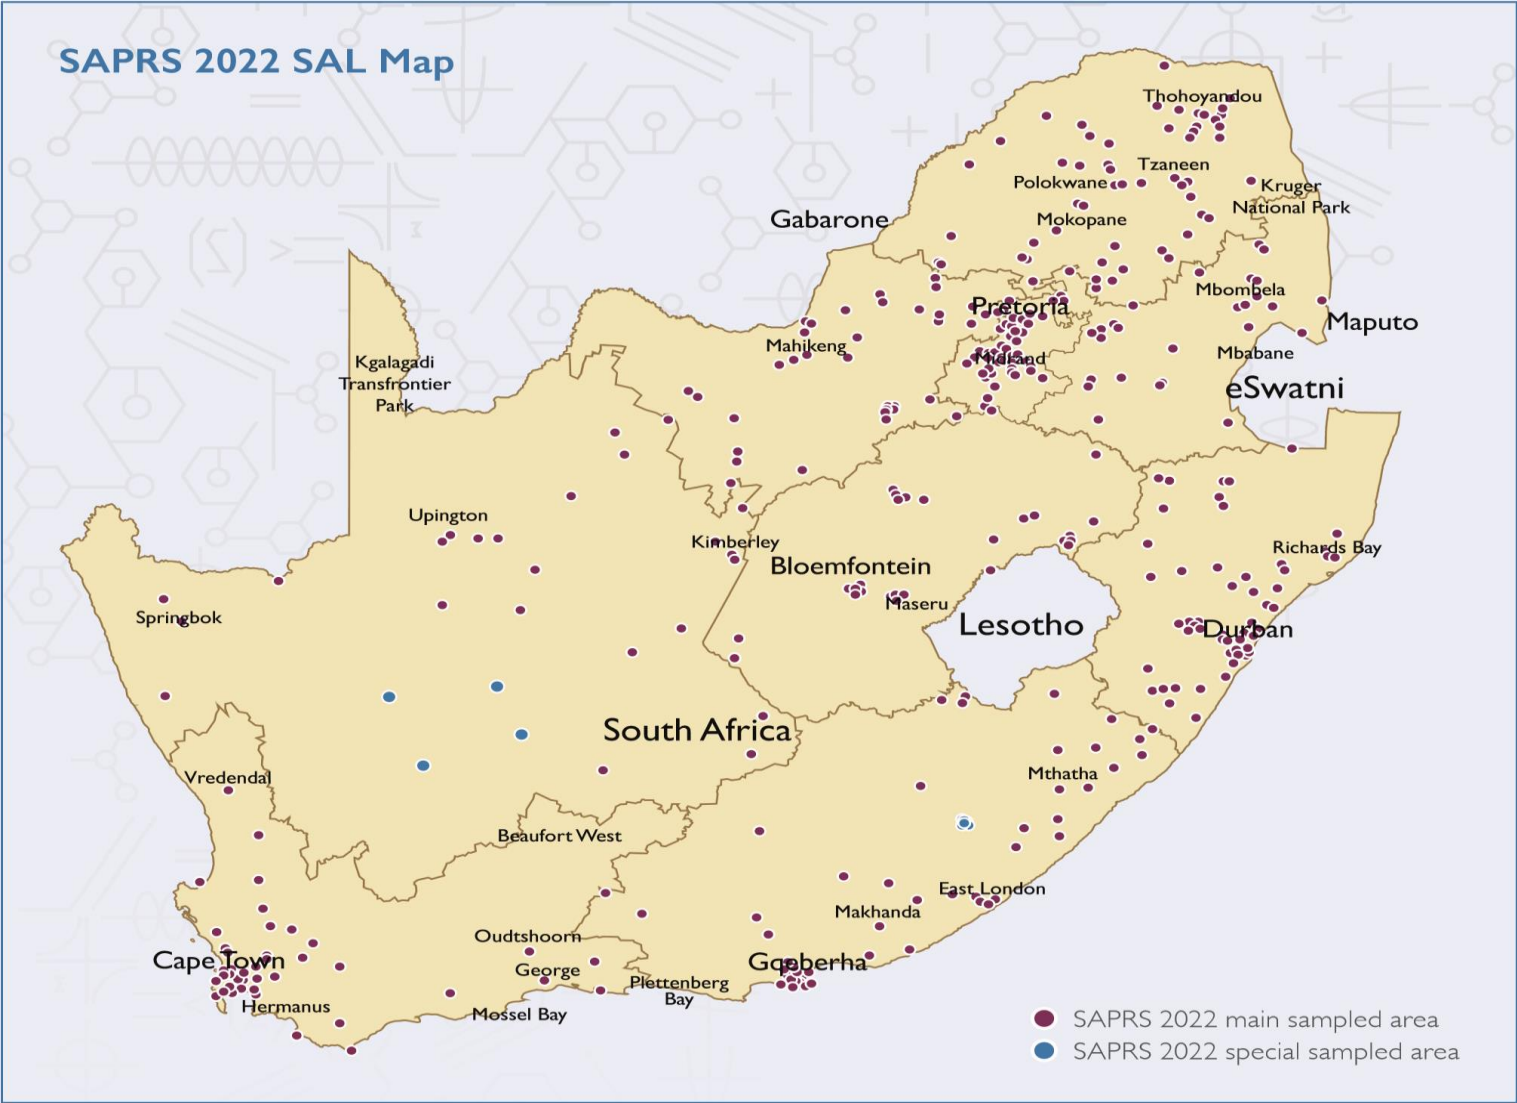 SAPRS 2022 SAL Map
Thohoyandou
Tzaneen
Polokwane
Kruger
National Park
Mokopane
Gabarone
Mbombela
Pretoria
Maputo
Mahikeng
Midrand
Mbabane
eSwatni
Kgalagadi
Transfrontier
Park
Upington
Kimberley
Richards Bay
Bloemfontein
Maseru
Springbok
Lesotho
Durban
South Africa
Vredendal
Mthatha
Beaufort West
East London
Makhanda
Oudtshoorn
Cape Town
George
Gqeberha
Plettenberg
Bay
Hermanus
Mossel Bay
SAPRS 2022 main sampled area
SAPRS 2022 special sampled area